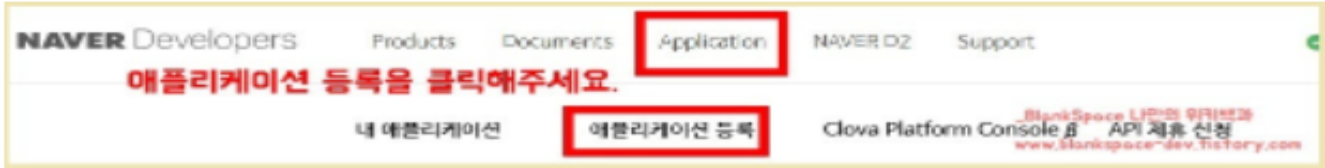 NAVER Developers Products Documents Application NAVER D2 Support
애플리케이션 등록을 클릭해주세요.
내 애플리케이션 애플리케이션 등록 Clova Platform Console β API 제휴 신청
BlankSpace 나만의 위키백과
www.blankspace-dev.tistory.com